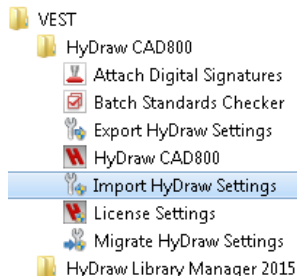 VEST
HyDraw CAD800
Attach Digital Signatures
Batch Standards Checker
Export HyDraw Settings
HyDraw CAD800
Import HyDraw Settings
License Settings
Migrate HyDraw Settings
HyDraw Library Manager 2015